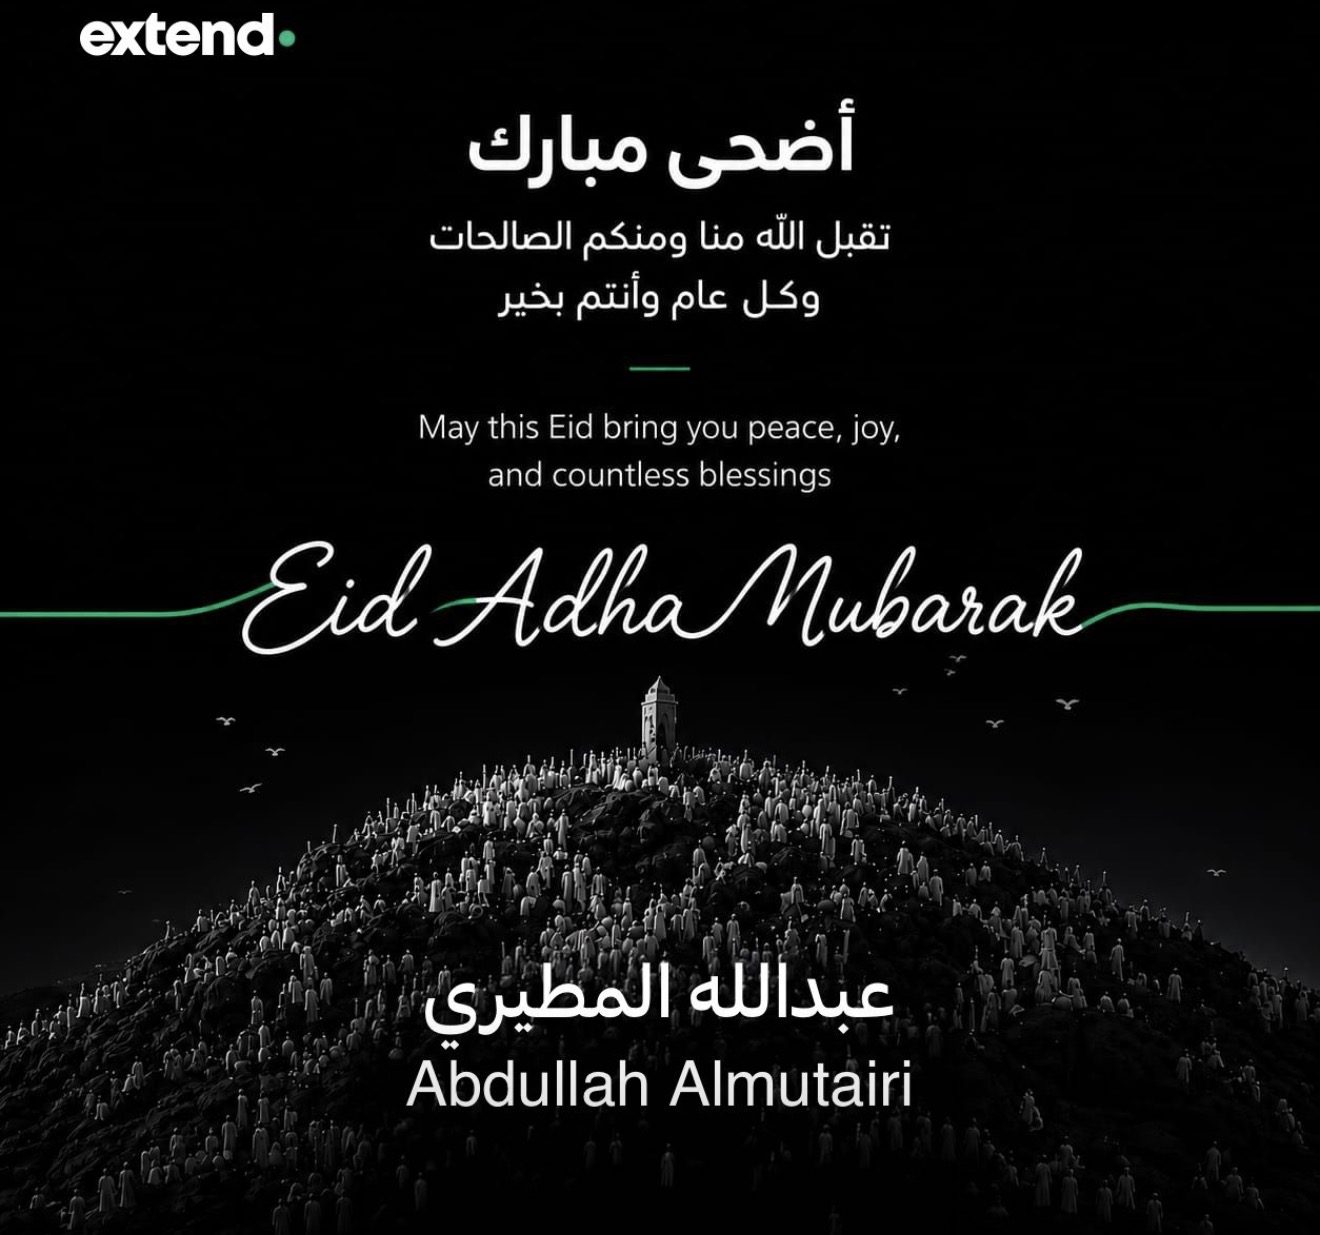 extend
أضحى مبارك
تقبل الله منا ومنكم الصالحات
وكل عام وأنتم بخير
May this Eid bring you peace, joy,
and countless blessings
Eid Adha Mubarak
عبدالله المطيري
Abdullah Almutairi